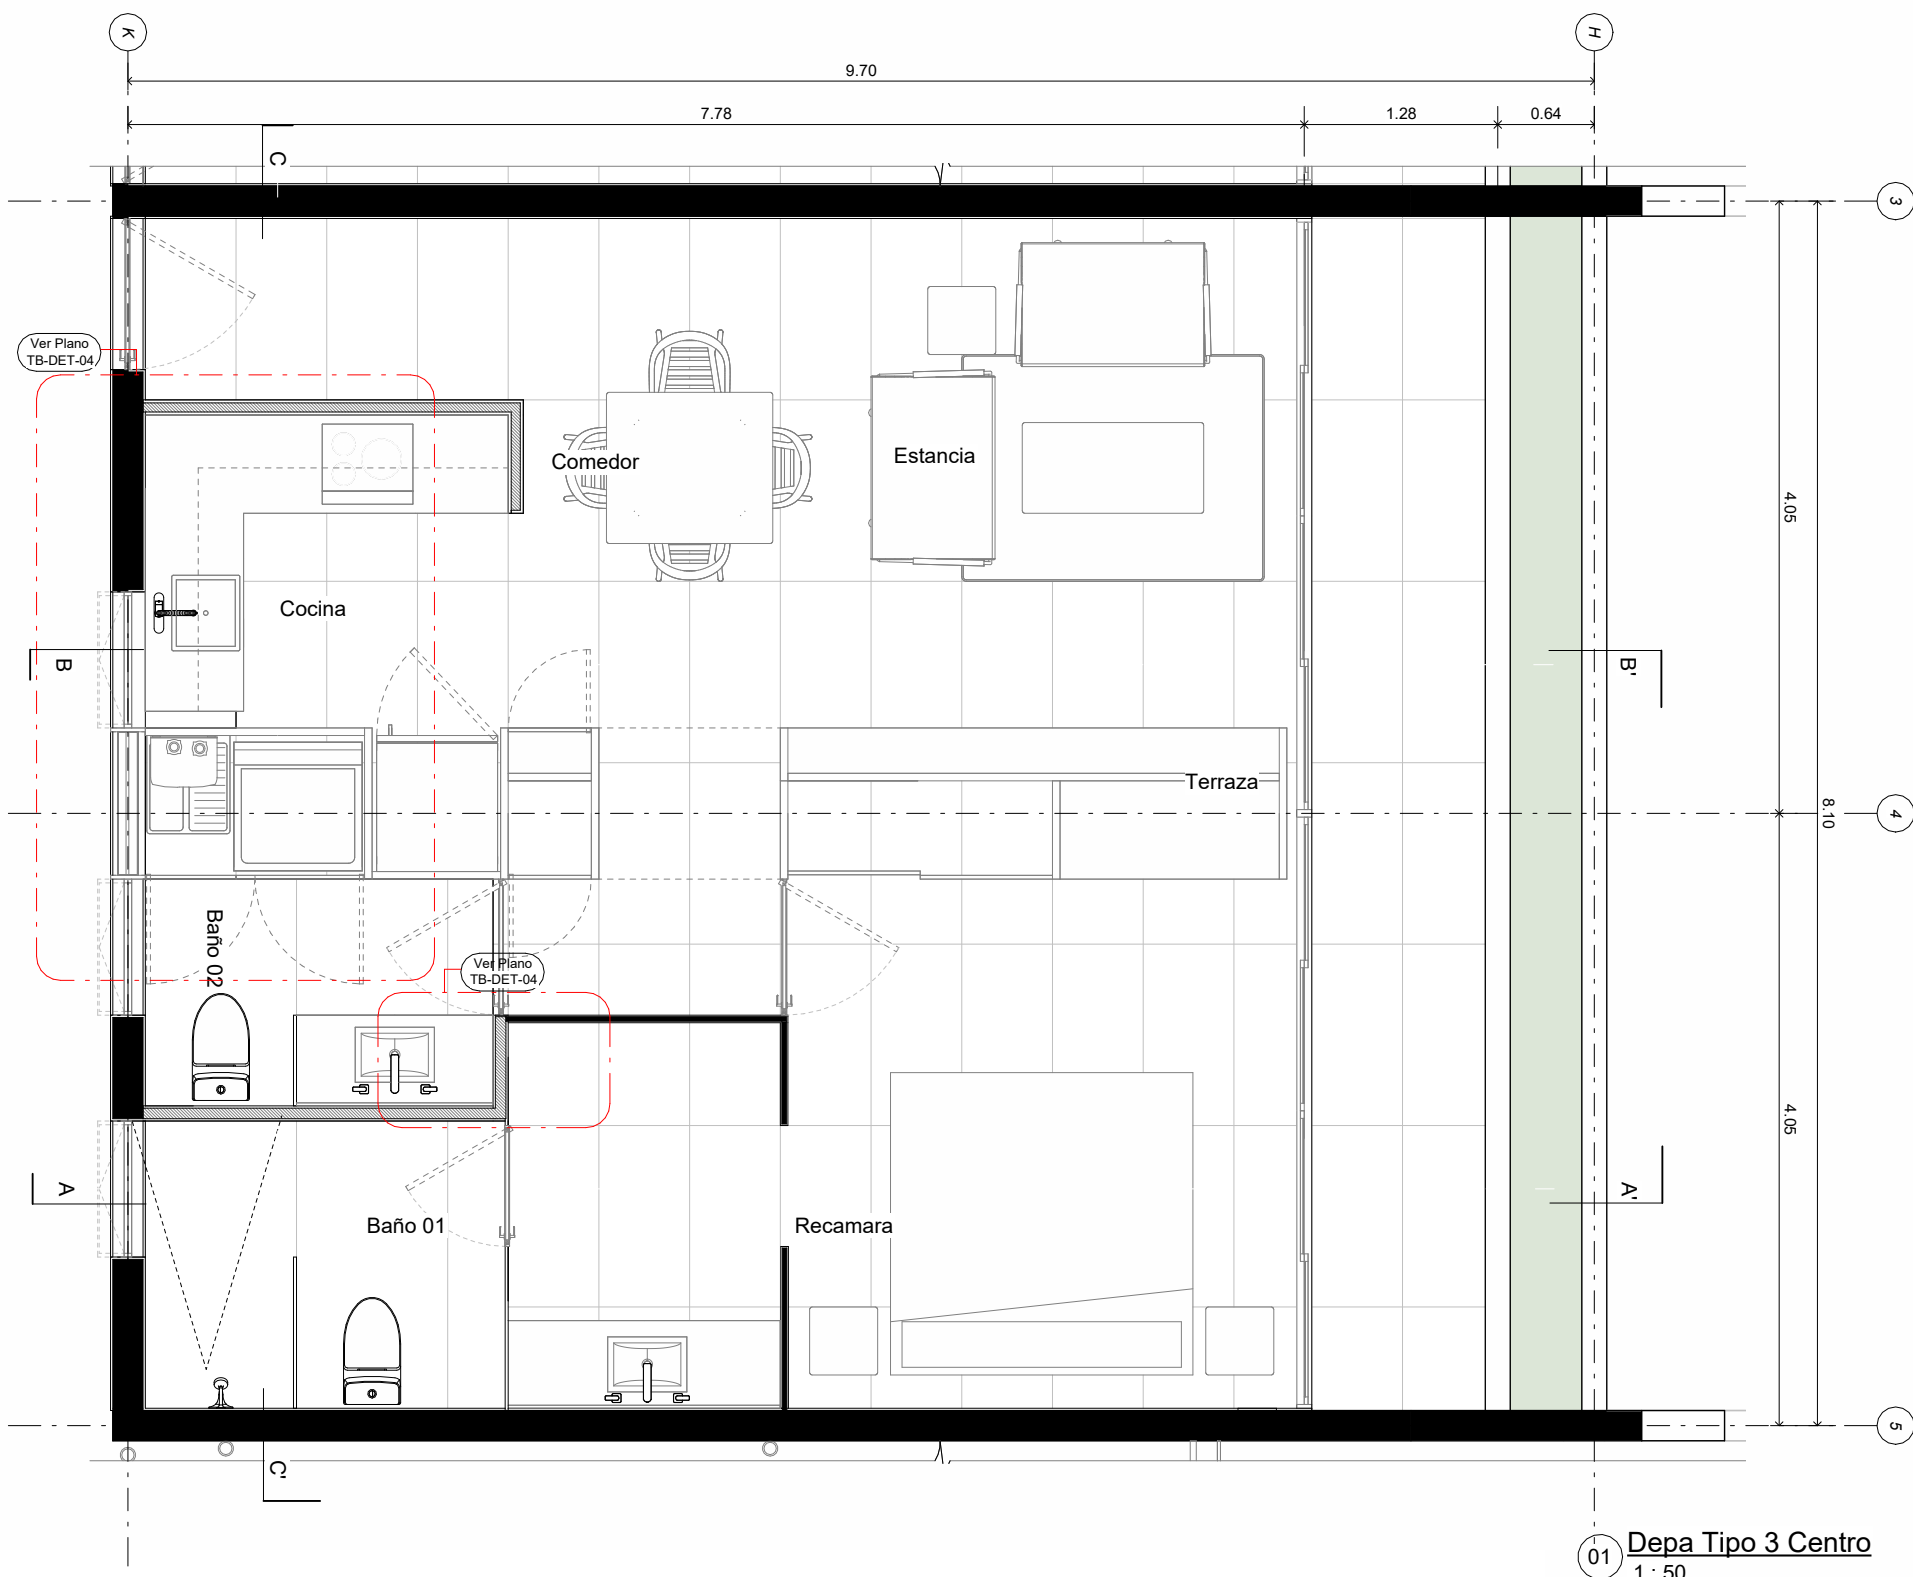 K
H
9.70
7.78
1.28
0.64
C
3
Ver Plano
TB-DET-04
Comedor
Estancia
4.05
Cocina
B
B'
Terraza
8.10
4
Baño 02
Ver Plano
TB-DET-04
4.05
A
A'
Baño 01
Recamara
5
C'
01
Depa Tipo 3 Centro
1 : 50